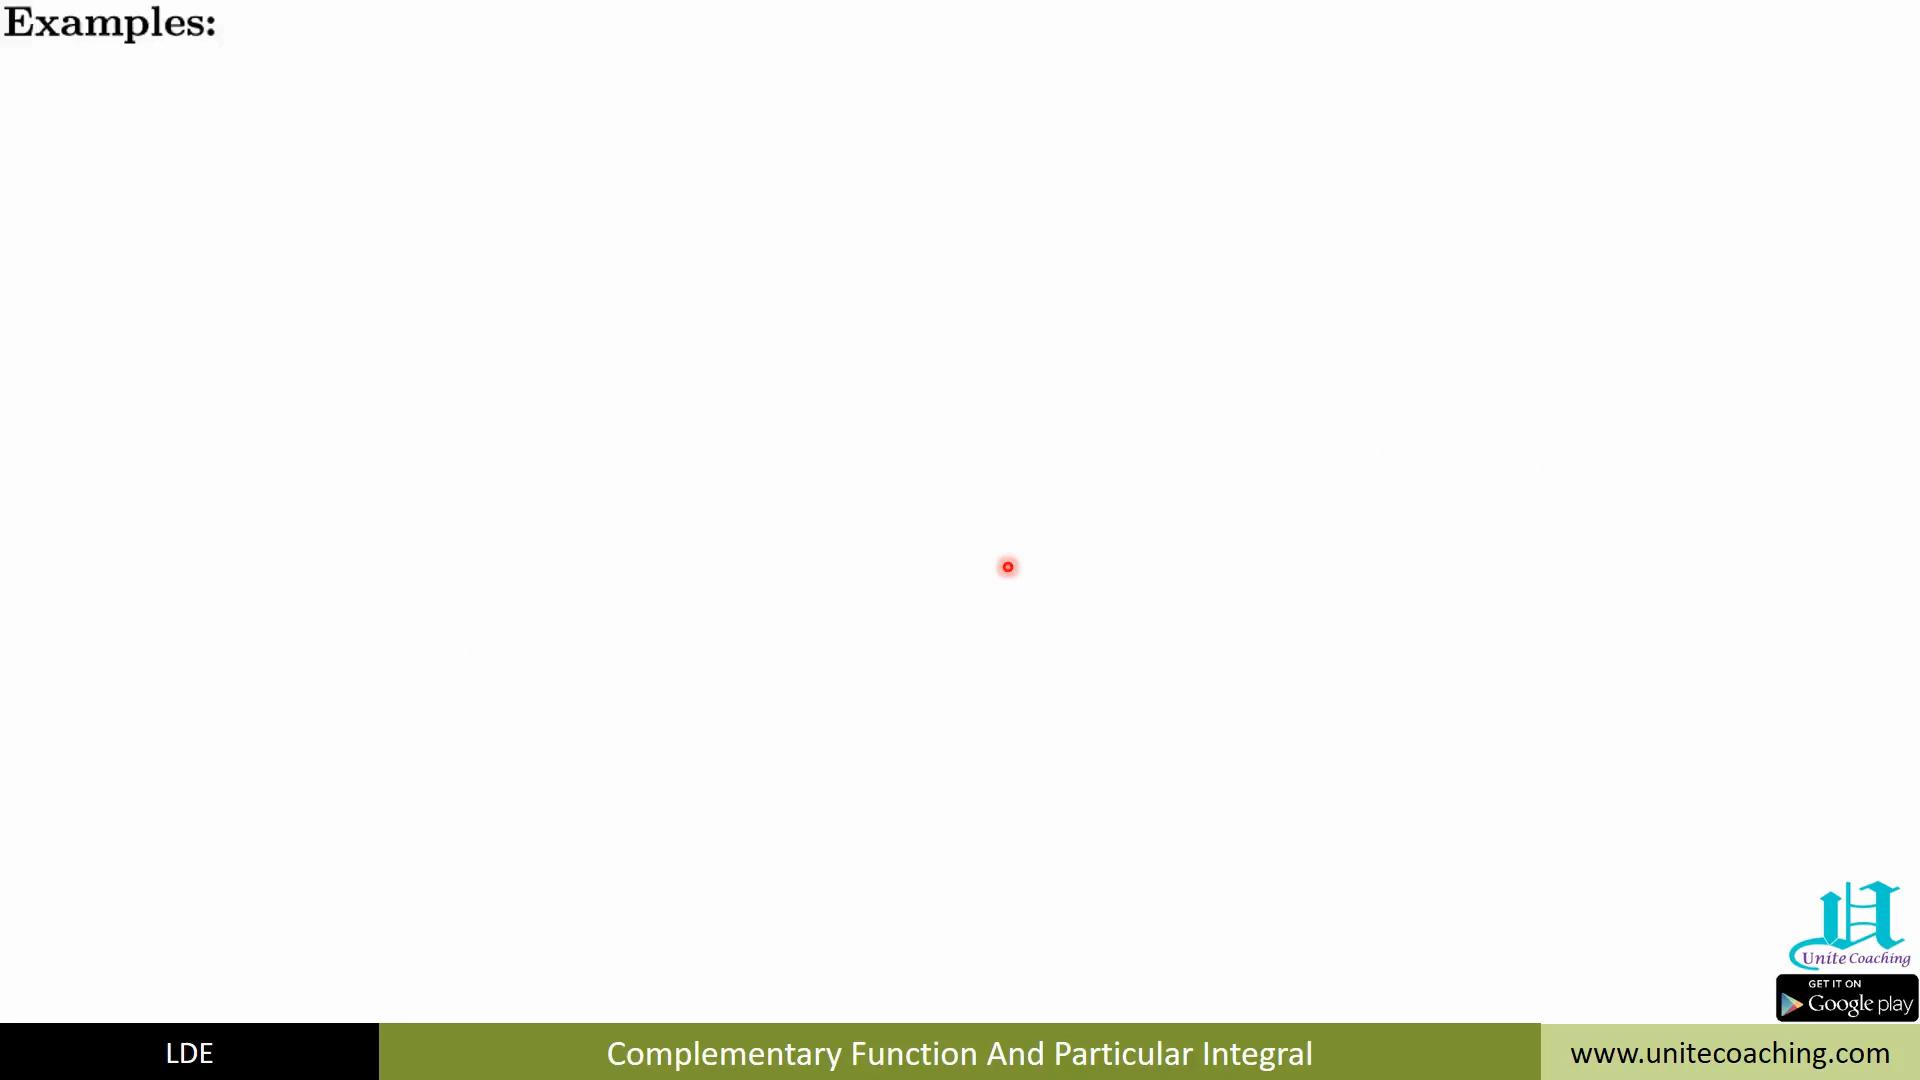 Examples:
Unite Coaching
GET IT ON
Google play
LDE
Complementary Function And Particular Integral
www.unitecoaching.com